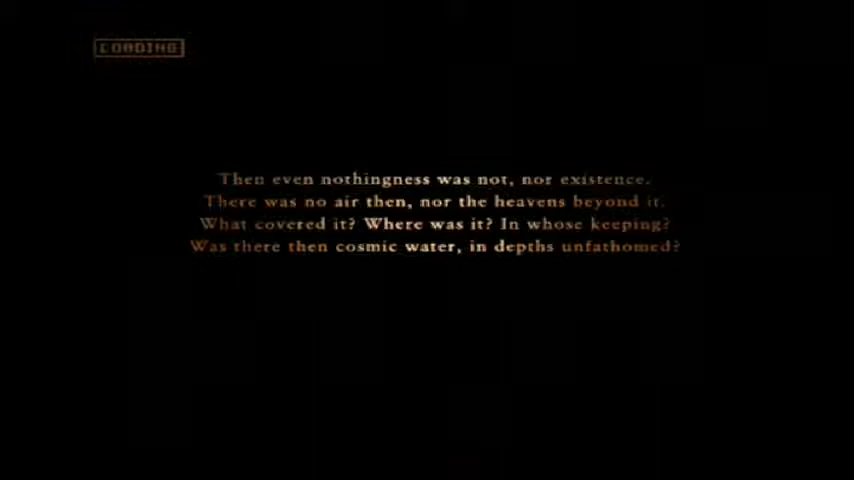 LOADING
Then even nothingness was not, nor existence.
There was no air then, nor the heavens beyond it.
What covered it? Where was it? In whose keeping?
Was there then cosmic water, in depths unfathomed?